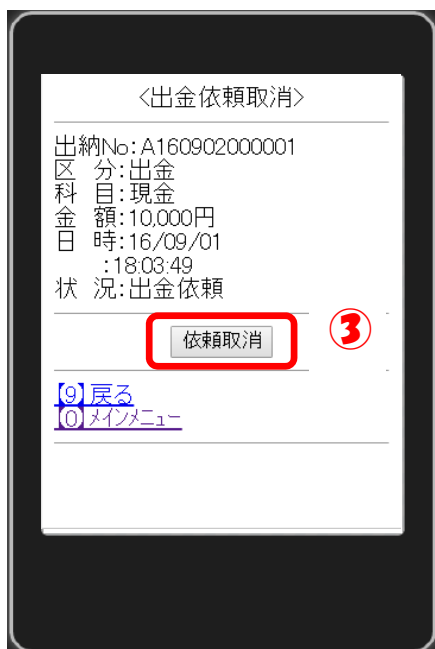 <出金依頼取消>
出納No:A160902000001
区　分:出金
科　目:現金
金　額:10,000円
日　時:16/09/01
:18:03:49
状　況:出金依頼
依頼取消
③
【9】戻る
【0】メインメニュー